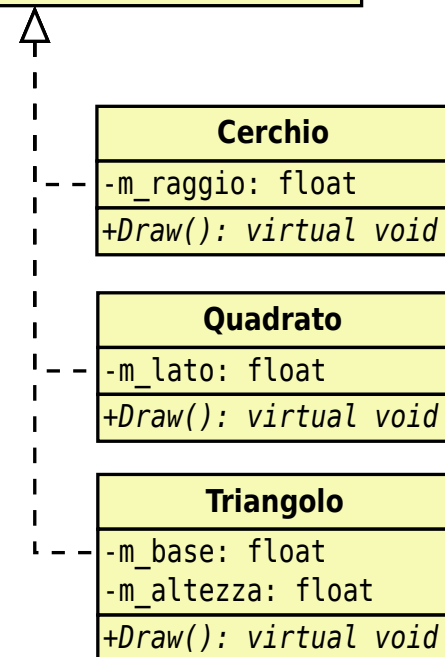 Cerchio
-m_raggio: float
+Draw(): virtual void
Quadrato
-m_lato: float
+Draw(): virtual void
Triangolo
-m_base: float
-m_altezza: float
+Draw(): virtual void